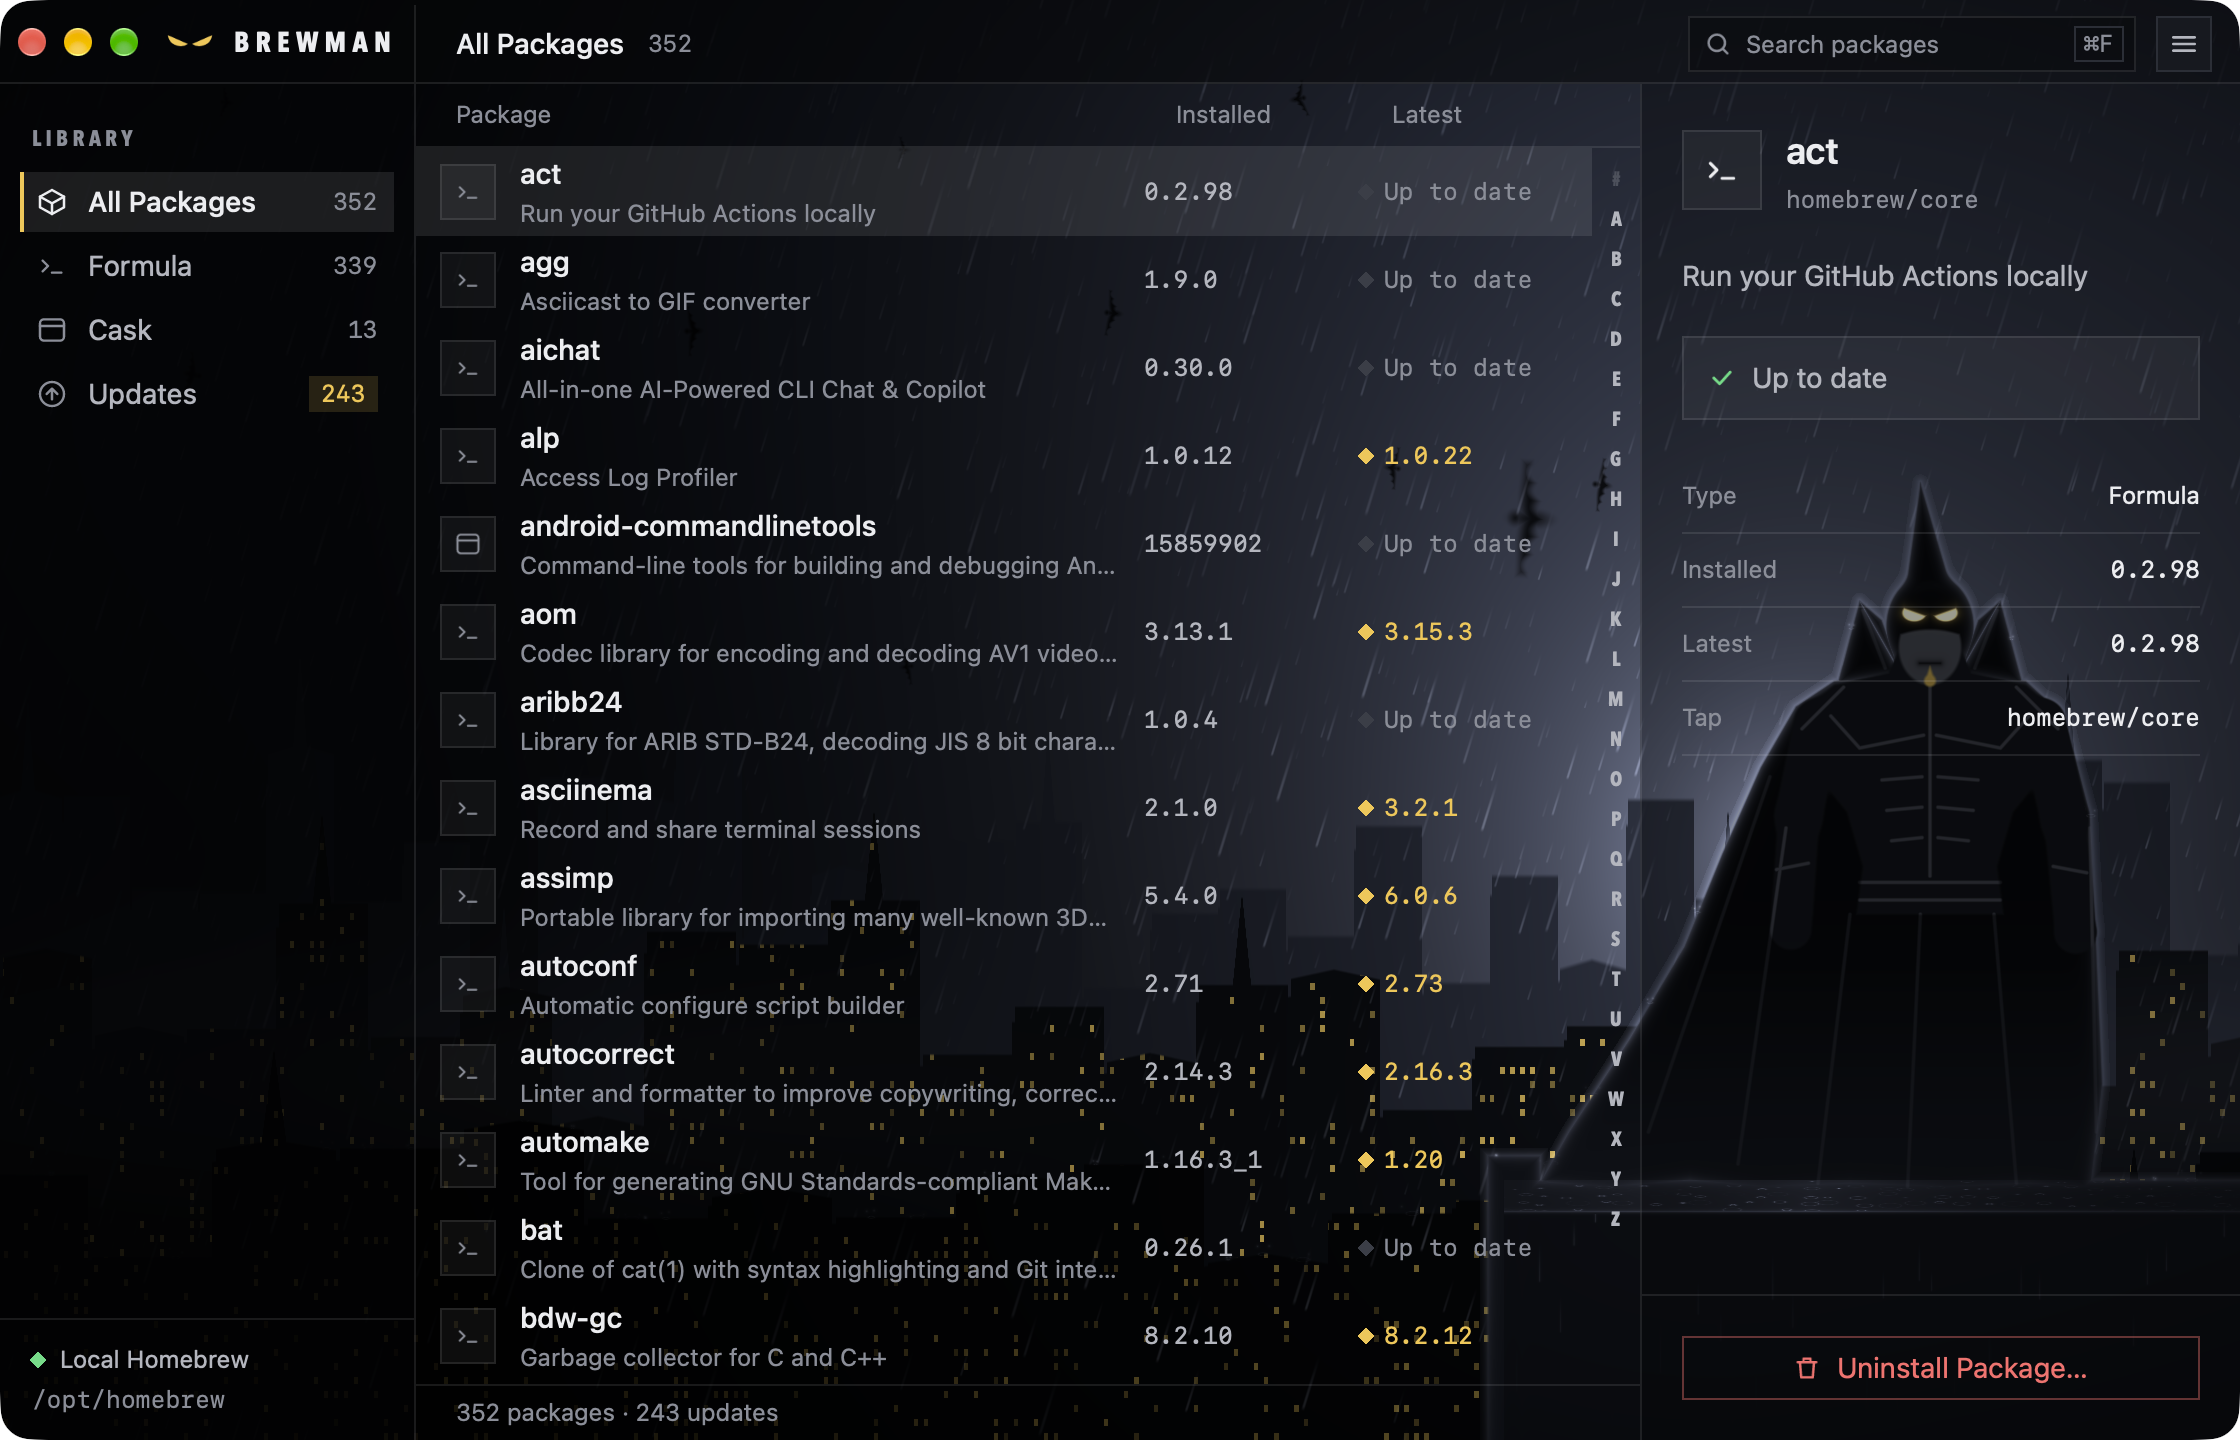 BREWMAN
All Packages 352
Search packages ⌘F
LIBRARY
All Packages 352
Formula 339
Cask 13
Updates 243
Local Homebrew
/opt/homebrew
Package Installed Latest
act
Run your GitHub Actions locally
0.2.98 Up to date
agg
Asciicast to GIF converter
1.9.0 Up to date
aichat
All-in-one AI-Powered CLI Chat & Copilot
0.30.0 Up to date
alp
Access Log Profiler
1.0.12 1.0.22
android-commandlinetools
Command-line tools for building and debugging An...
15859902 Up to date
aom
Codec library for encoding and decoding AV1 video...
3.13.1 3.15.3
aribb24
Library for ARIB STD-B24, decoding JIS 8 bit chara...
1.0.4 Up to date
asciinema
Record and share terminal sessions
2.1.0 3.2.1
assimp
Portable library for importing many well-known 3D...
5.4.0 6.0.6
autoconf
Automatic configure script builder
2.71 2.73
autocorrect
Linter and formatter to improve copywriting, correc...
2.14.3 2.16.3
automake
Tool for generating GNU Standards-compliant Mak...
1.16.3_1 1.20
bat
Clone of cat(1) with syntax highlighting and Git inte...
0.26.1 Up to date
bdw-gc
Garbage collector for C and C++
8.2.10 8.2.12
352 packages · 243 updates
#
A
B
C
D
E
F
G
H
I
J
K
L
M
N
O
P
Q
R
S
T
U
V
W
X
Y
Z
act
homebrew/core
Run your GitHub Actions locally
Up to date
Type Formula
Installed 0.2.98
Latest 0.2.98
Tap homebrew/core
Uninstall Package...